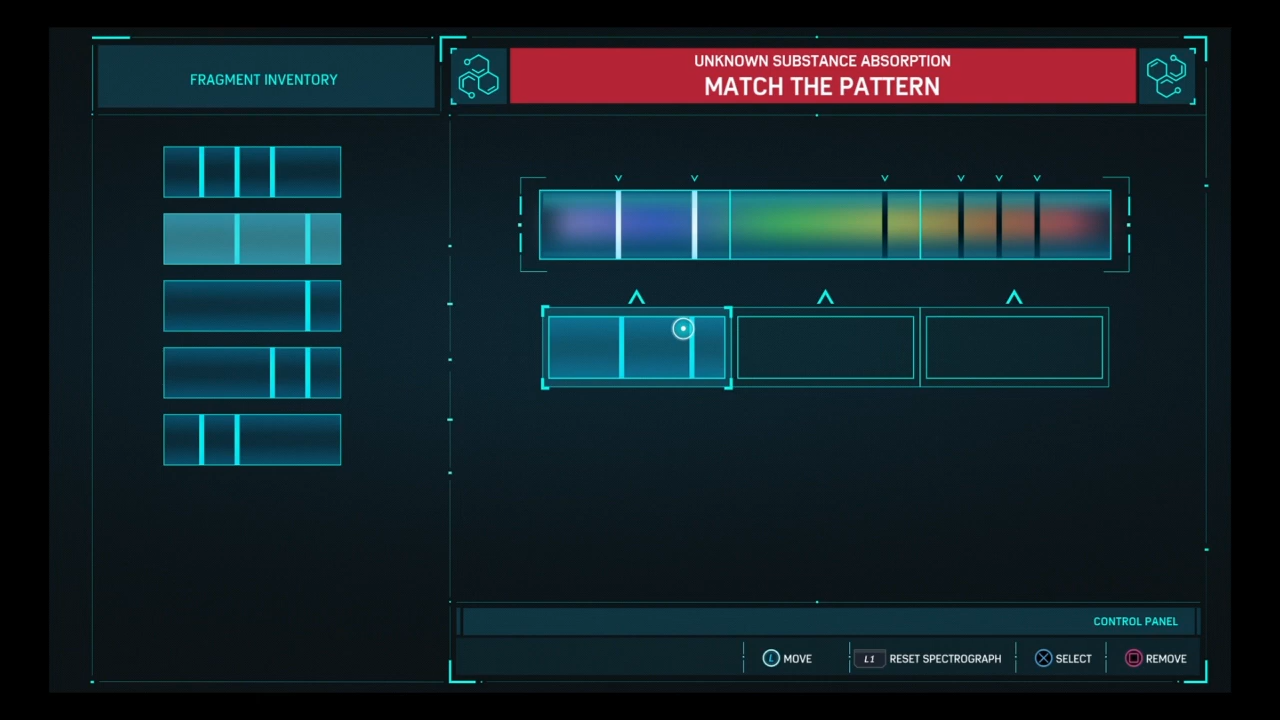 FRAGMENT INVENTORY
UNKNOWN SUBSTANCE ABSORPTION
MATCH THE PATTERN
CONTROL PANEL
L MOVE
L1 RESET SPECTROGRAPH
SELECT
REMOVE